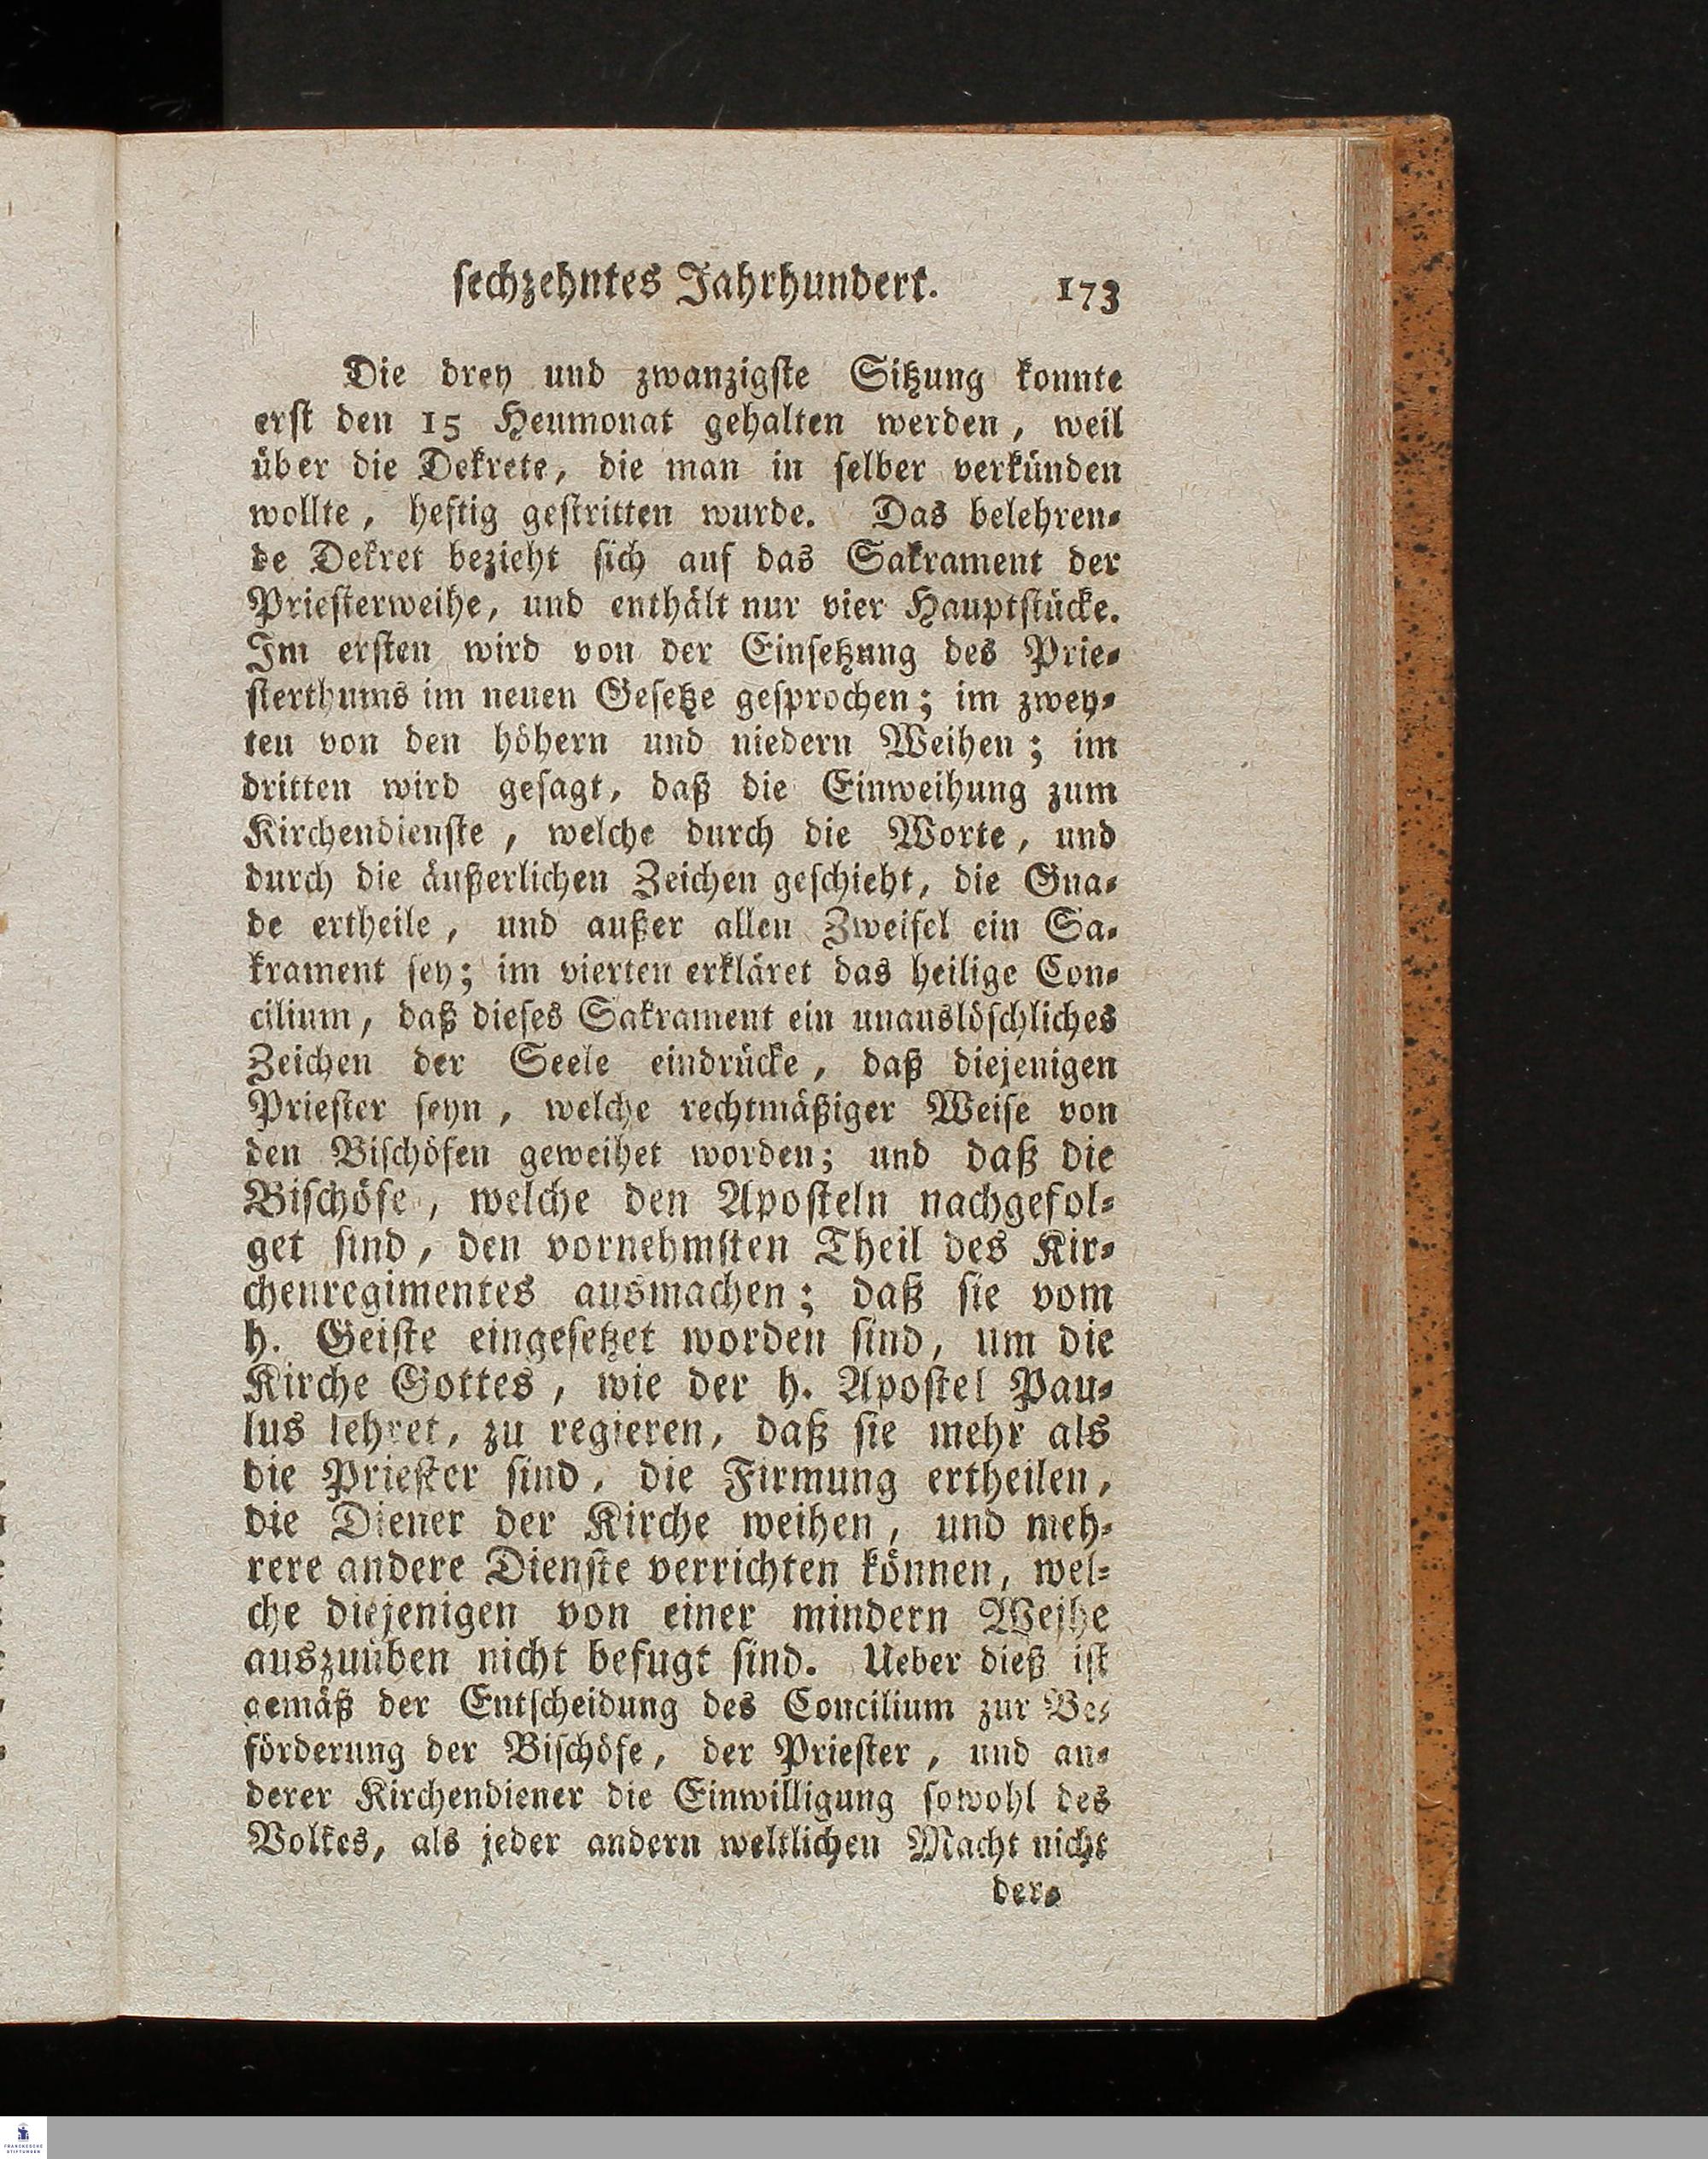 sechzehntes Jahrhundert. 173
Die drey und zwanzigste Sitzung konnte
erst den 15 Heumonat gehalten werden, weil
über die Dekrete, die man in selber verkünden
wollte, heftig gestritten wurde. Das belehren-
de Dekret bezieht sich auf das Sakrament der
Priesterweihe, und enthält nur vier Hauptstücke.
Im ersten wird von der Einsetzung des Prie-
sterthums im neuen Gesetze gesprochen; im zwey-
ten von den höhern und niedern Weihen; im
dritten wird gesagt, daß die Einweihung zum
Kirchendienste, welche durch die Worte, und
durch die äußerlichen Zeichen geschieht, die Gna-
de ertheile, und außer allen Zweifel ein Sa-
krament sey; im vierten erkläret das heilige Con-
cilium, daß dieses Sakrament ein unauslöschliches
Zeichen der Seele eindrücke, daß diejenigen
Priester seyn, welche rechtmäßiger Weise von
den Bischöfen geweihet worden; und daß die
Bischöfe, welche den Aposteln nachgefol-
get sind, den vornehmsten Theil des Kir-
chenregimentes ausmachen; daß sie vom
h. Geiste eingesetzet worden sind, um die
Kirche Gottes, wie der h. Apostel Pau-
lus lehret, zu regieren, daß sie mehr als
die Priester sind, die Firmung ertheilen,
die Diener der Kirche weihen, und meh-
rere andere Dienste verrichten können, wel-
che diejenigen von einer mindern Weihe
auszuüben nicht befugt sind. Ueber dieß ist
gemäß der Entscheidung des Concilium zur Be-
förderung der Bischöfe, der Priester, und an-
derer Kirchendiener die Einwilligung sowohl des
Volkes, als jeder andern weltlichen Macht nicht
der-
FRANCKESCHE
STIFTUNGEN